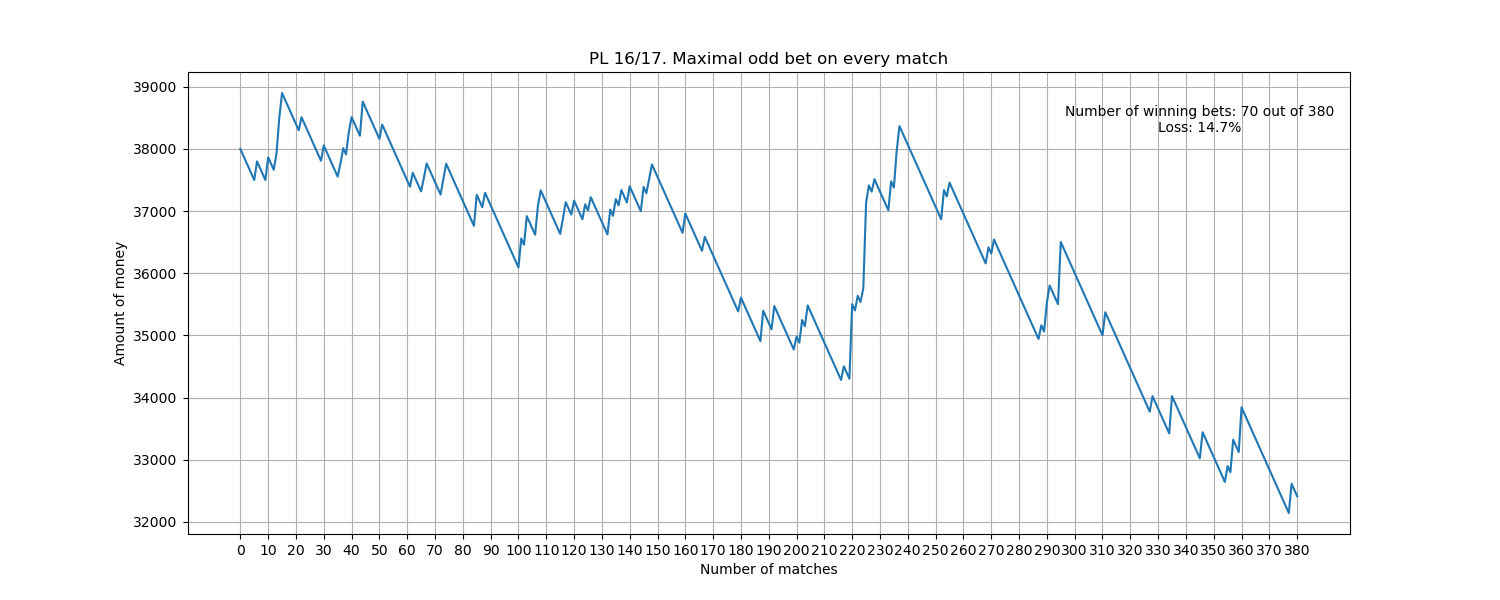 PL 16/17. Maximal odd bet on every match
Number of winning bets: 70 out of 380
Loss: 14.7%
39000
38000
37000
36000
35000
34000
33000
32000
Amount of money
0 10 20 30 40 50 60 70 80 90 100 110 120 130 140 150 160 170 180 190 200 210 220 230 240 250 260 270 280 290 300 310 320 330 340 350 360 370 380
Number of matches